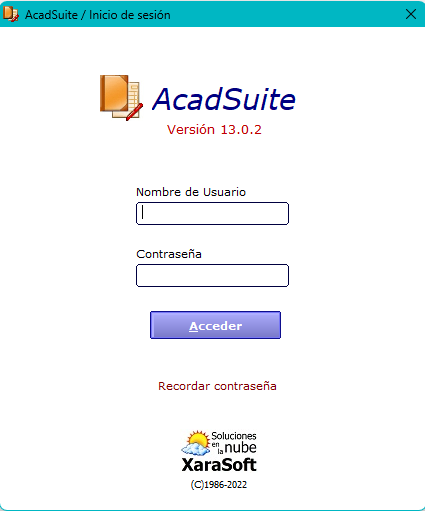 AcadSuite / Inicio de sesión
AcadSuite
Versión 13.0.2
Nombre de Usuario
Contraseña
Acceder
Recordar contraseña
Soluciones
en la nube
XaraSoft
(C)1986-2022